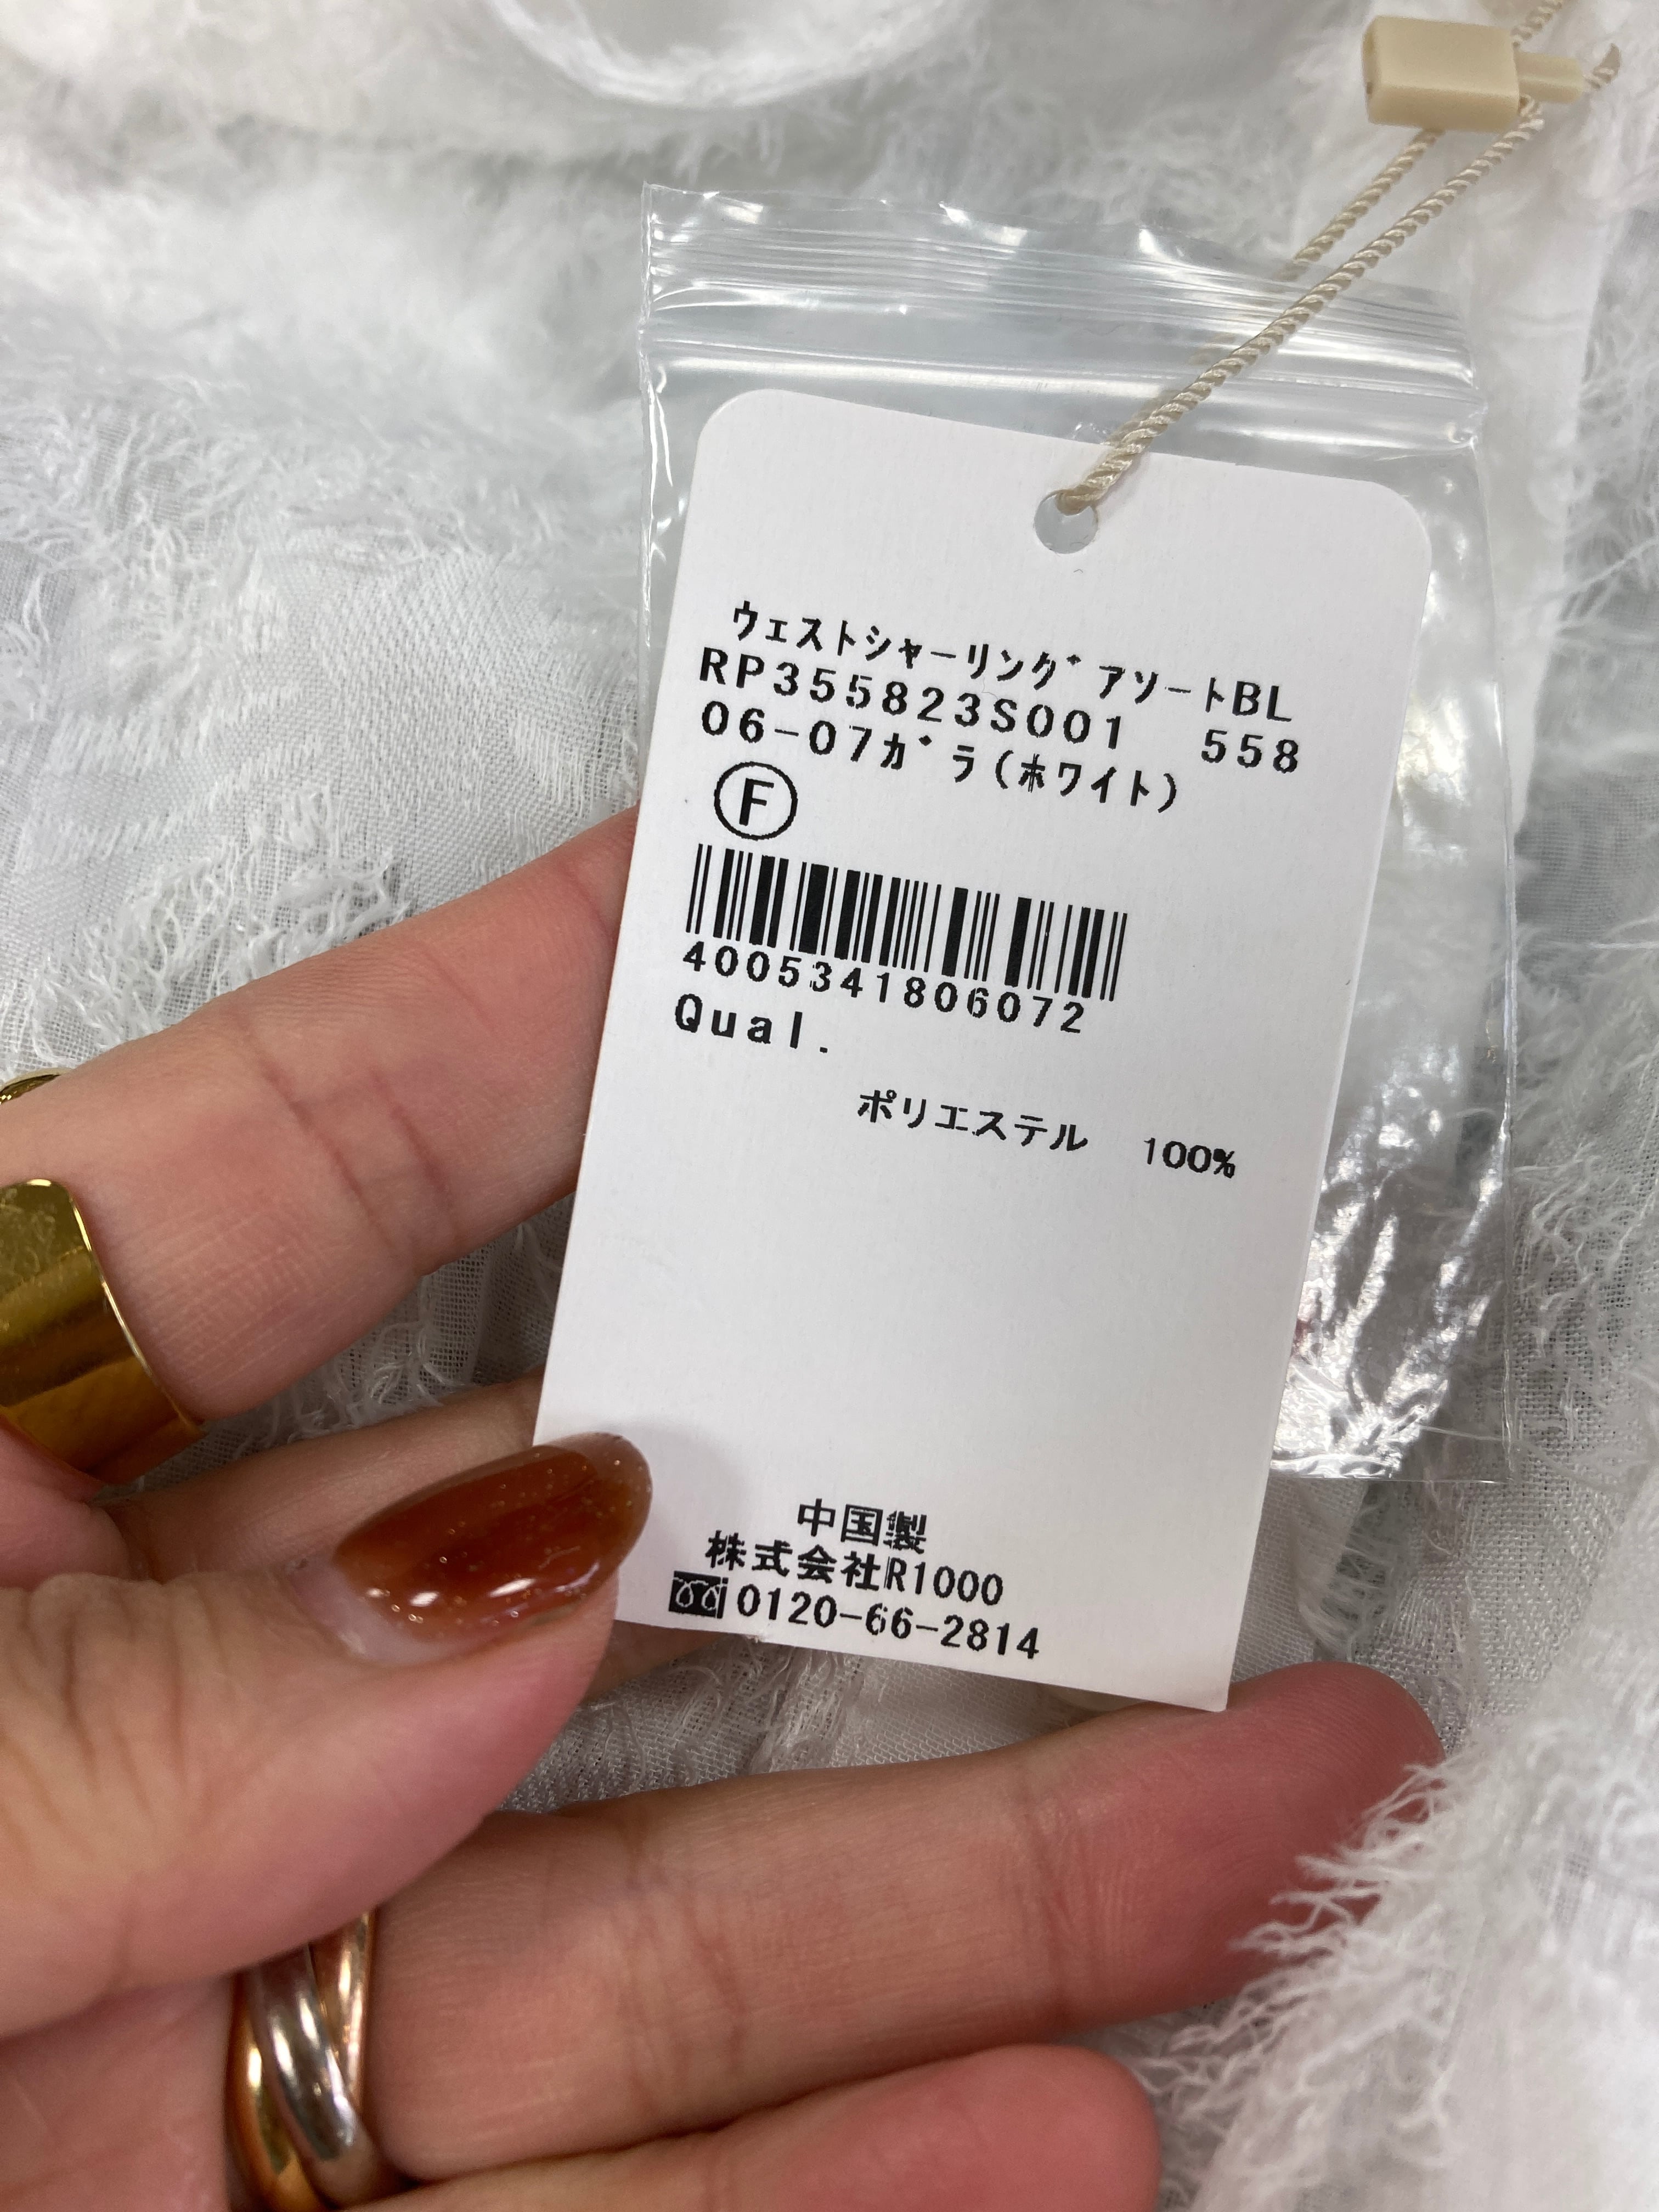 ウェストシャーリングアソートBL
RP355823S001 558
06-07ガラ(ホワイト)
F
4005341806072
Qual.
ポリエステル 100%
中国製
株式会社R1000
0120-66-2814